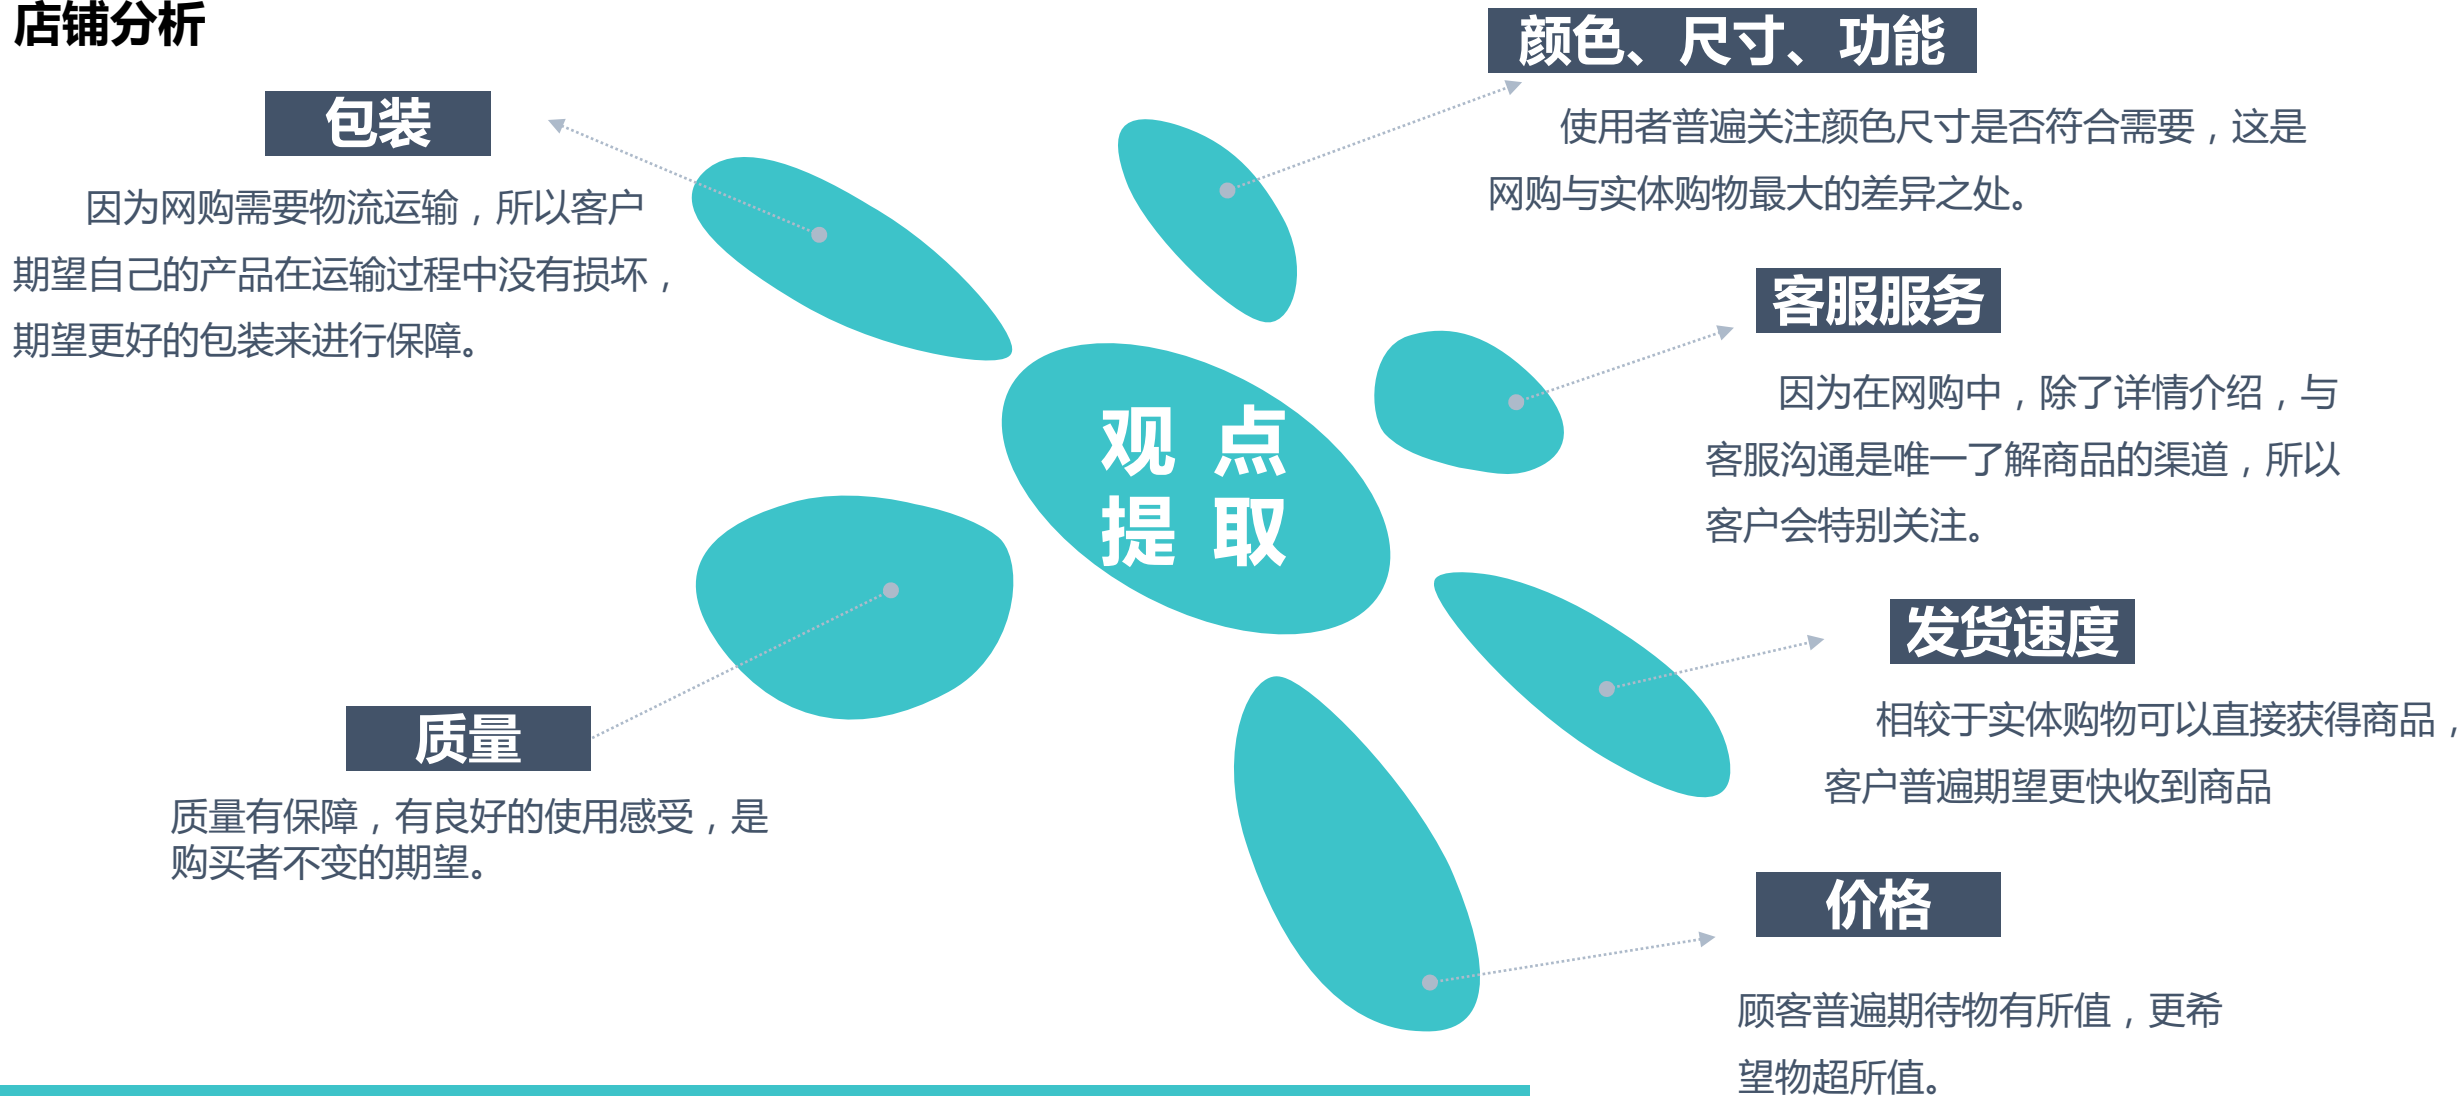 店铺分析
包装
因为网购需要物流运输，所以客户
期望自己的产品在运输过程中没有损坏，
期望更好的包装来进行保障。
颜色、尺寸、功能
使用者普遍关注颜色尺寸是否符合需要，这是
网购与实体购物最大的差异之处。
客服服务
因为在网购中，除了详情介绍，与
客服沟通是唯一了解商品的渠道，所以
客户会特别关注。
观点
提取
发货速度
相较于实体购物可以直接获得商品，
客户普遍期望更快收到商品
质量
质量有保障，有良好的使用感受，是
购买者不变的期望。
价格
顾客普遍期待物有所值，更希
望物超所值。